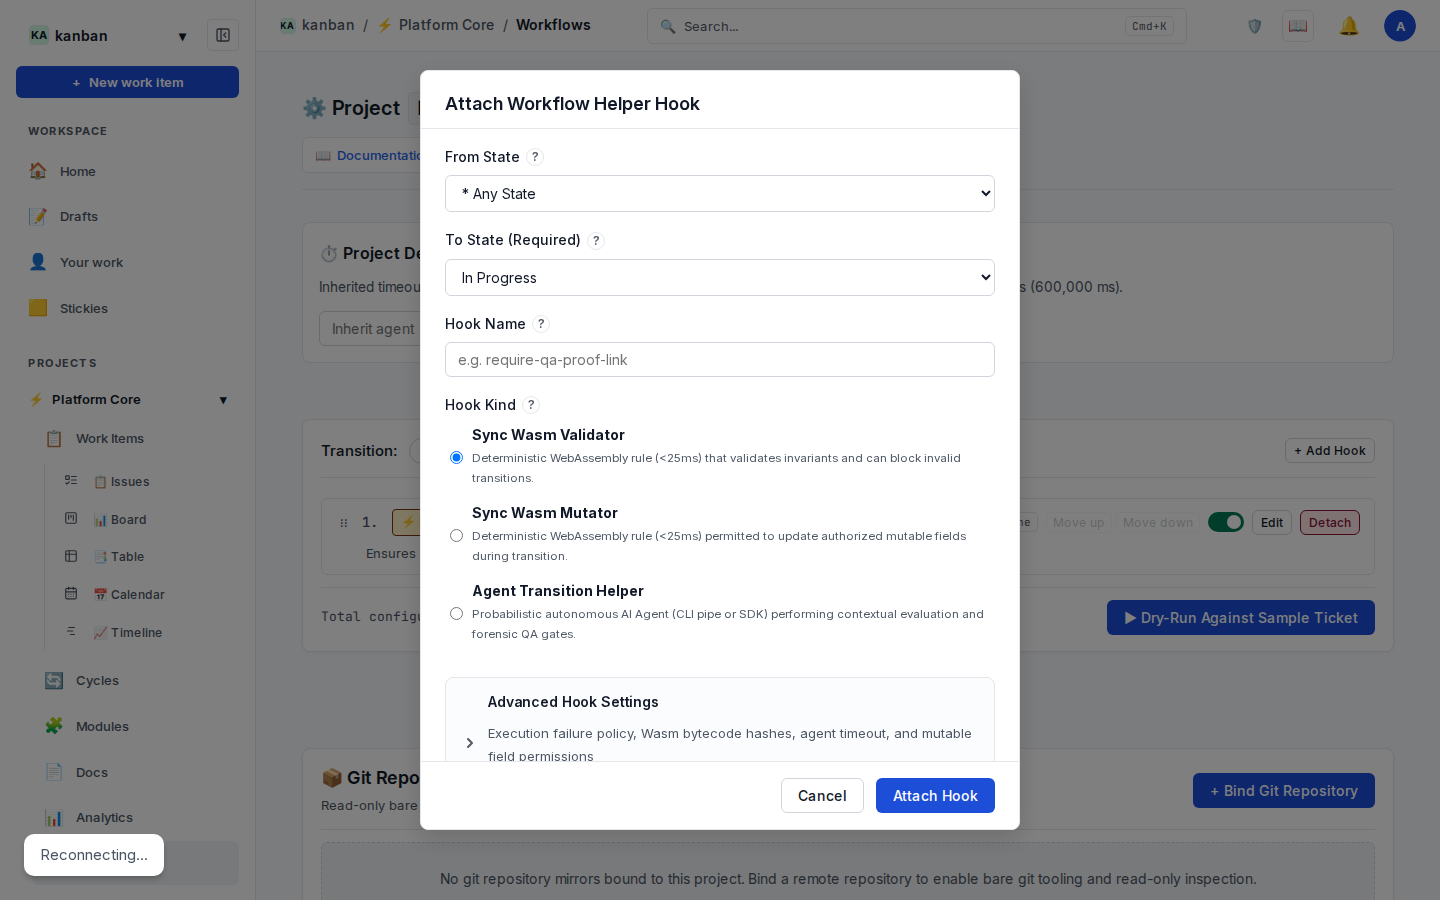 KA kanban ▾
+ New work item
WORKSPACE
Home
Drafts
Your work
Stickies
PROJECTS
Platform Core ▾
Work Items
Issues
Board
Table
Calendar
Timeline
Cycles
Modules
Docs
Analytics
Reconnecting...
KA kanban / Platform Core / Workflows
Search...
Cmd+K
A
Project
Documentatio
Project De
Inherited timeou
s (600,000 ms).
Inherit agent
Transition:
+ Add Hook
1.
Move up
Move down
Edit
Detach
Ensures
Total configu
▶ Dry-Run Against Sample Ticket
Git Repo
Read-only bare
+ Bind Git Repository
No git repository mirrors bound to this project. Bind a remote repository to enable bare git tooling and read-only inspection.
Attach Workflow Helper Hook
From State ?
* Any State
To State (Required) ?
In Progress
Hook Name ?
e.g. require-qa-proof-link
Hook Kind ?
Sync Wasm Validator
Deterministic WebAssembly rule (<25ms) that validates invariants and can block invalid
transitions.
Sync Wasm Mutator
Deterministic WebAssembly rule (<25ms) permitted to update authorized mutable fields
during transition.
Agent Transition Helper
Probabilistic autonomous AI Agent (CLI pipe or SDK) performing contextual evaluation and
forensic QA gates.
Advanced Hook Settings
Execution failure policy, Wasm bytecode hashes, agent timeout, and mutable
field permissions
Cancel
Attach Hook